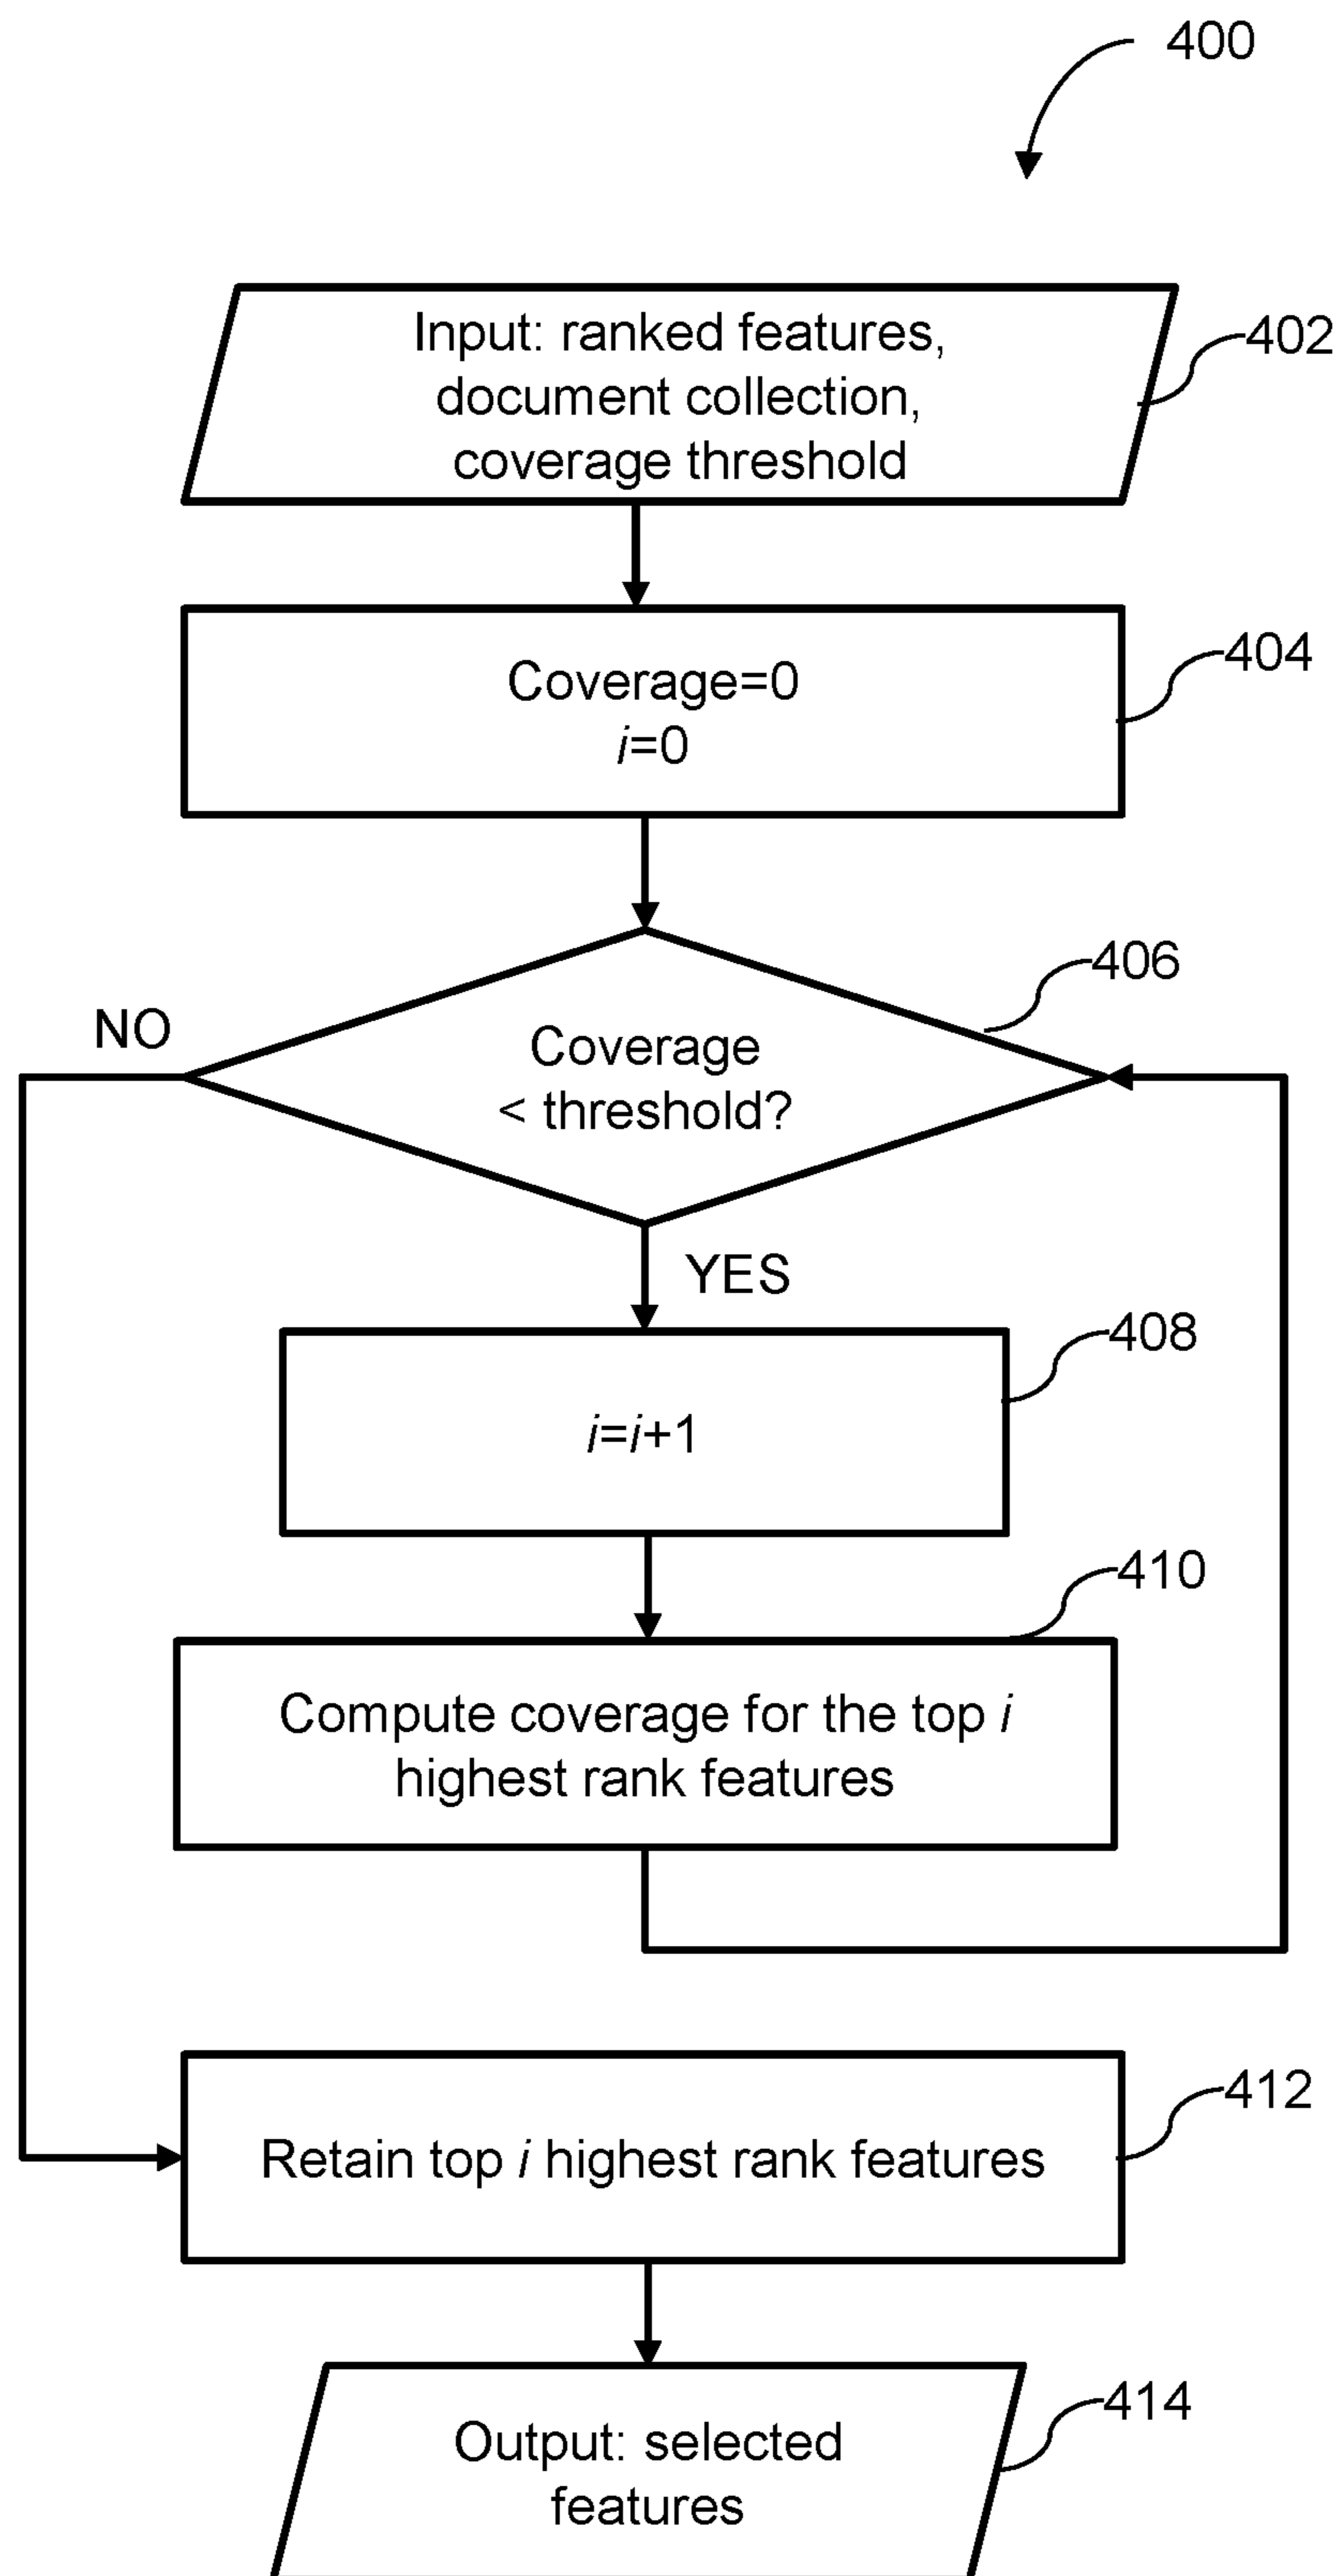 400
Input: ranked features,
document collection,
coverage threshold
402
Coverage=0
i=0
404
406
NO
Coverage
< threshold?
YES
408
i=i+1
410
Compute coverage for the top i
highest rank features
412
Retain top i highest rank features
414
Output: selected
features